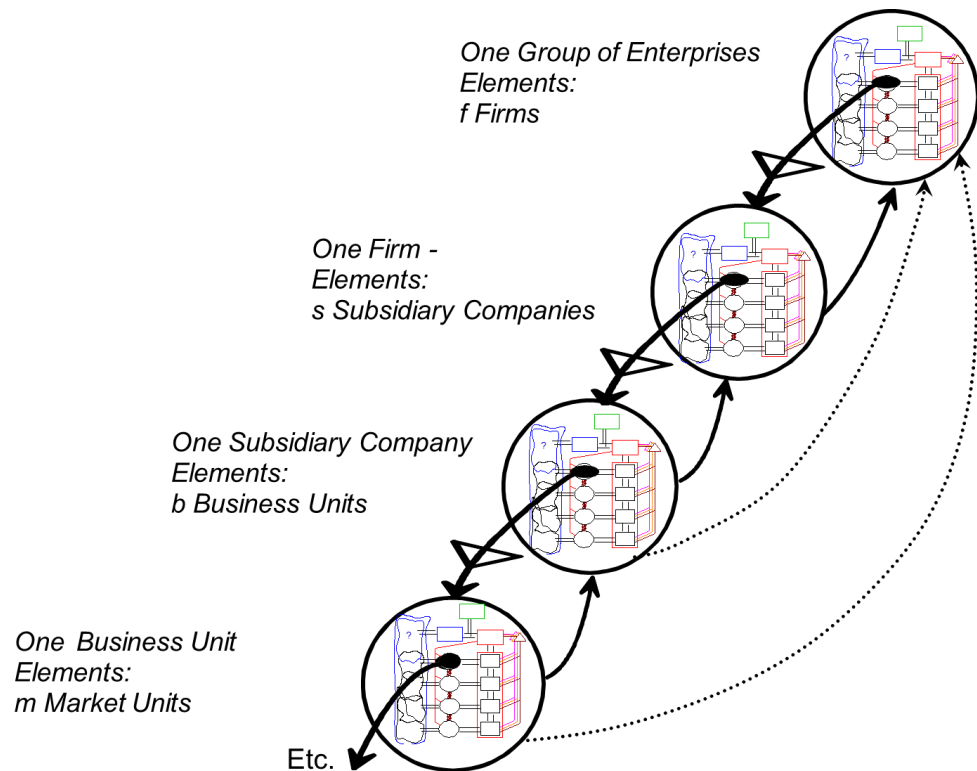 One Group of Enterprises
Elements:
f Firms
?
One Firm -
Elements:
s Subsidiary Companies
?
One Subsidiary Company
Elements:
b Business Units
?
One Business Unit
Elements:
m Market Units
?
Etc.